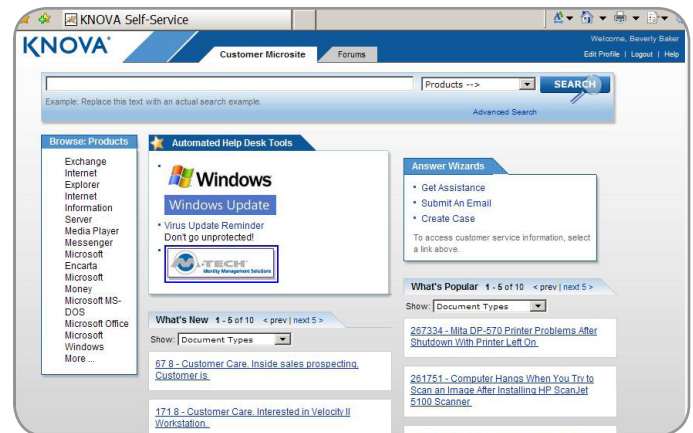 KNOVA Self-Service
KNOVA
Customer Microsite
Forums
Welcome, Beverly Baker
Edit Profile | Logout | Help
Products -->
SEARCH
Example: Replace this text with an actual search example.
Advanced Search
Browse: Products
Exchange
Internet
Explorer
Internet
Information
Server
Media Player
Messenger
Microsoft
Encarta
Microsoft
Money
Microsoft MS-
DOS
Microsoft Office
Microsoft
Windows
More ...
Automated Help Desk Tools
Windows
Windows Update
Virus Update Reminder
Don't go unprotected!
M-TECH
Identity Management Solutions
What's New 1 - 5 of 10 < prev | next 5 >
Show: Document Types
67 8 - Customer Care. Inside sales prospecting.
Customer is
171 8 - Customer Care. Interested in Velocity II
Workstation.
Answer Wizards
Get Assistance
Submit An Email
Create Case
To access customer service information, select
a link above.
What's Popular 1 - 5 of 10 < prev | next 5 >
Show: Document Types
267334 - Mita DP-570 Printer Problems After
Shutdown With Printer Left On
261751 - Computer Hangs When You Try to
Scan an Image After Installing HP ScanJet
5100 Scanner